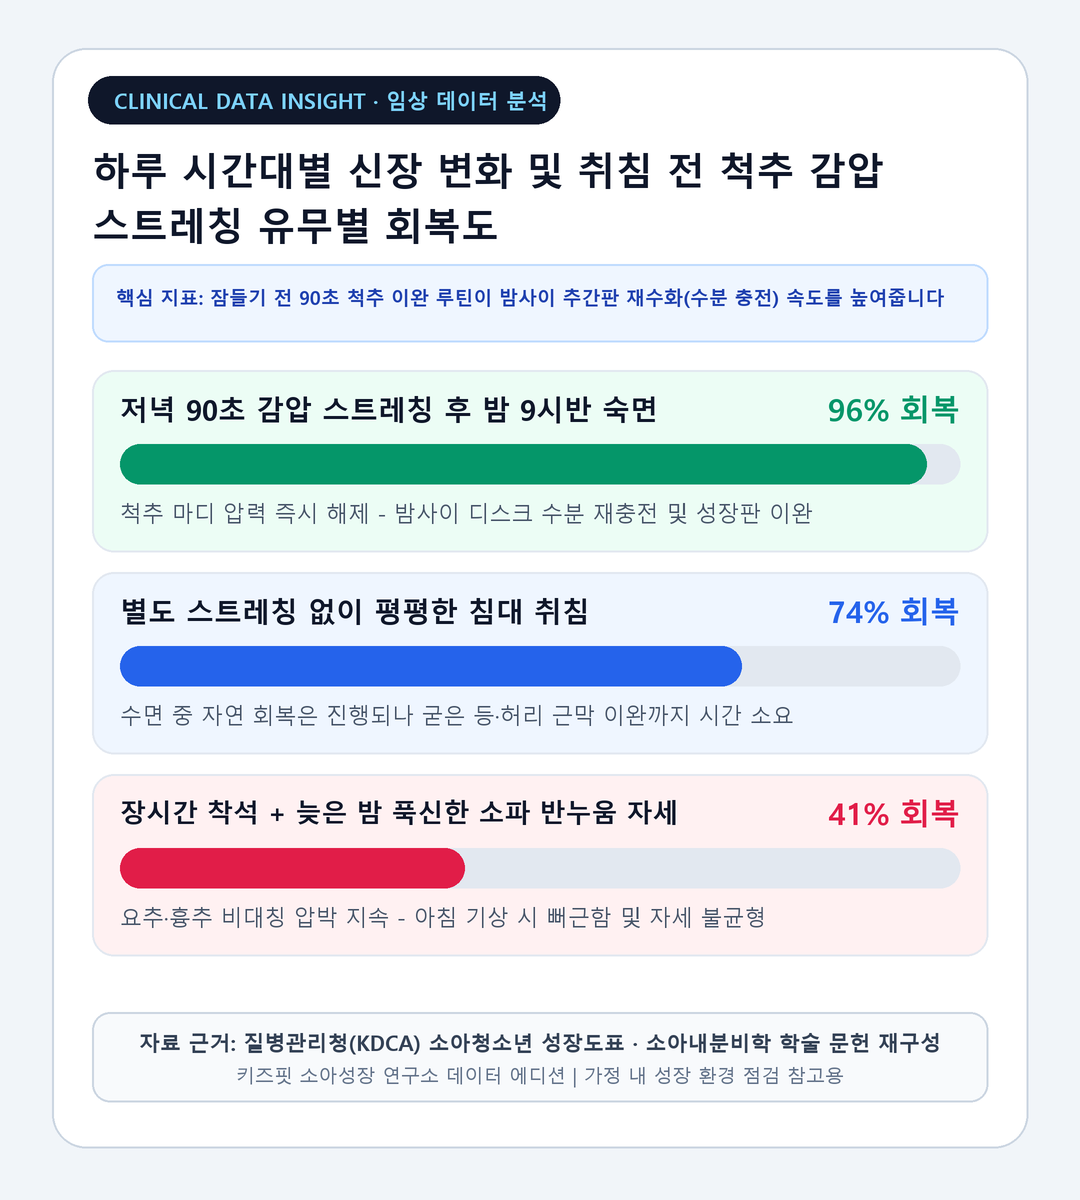 CLINICAL DATA INSIGHT · 임상 데이터 분석
하루 시간대별 신장 변화 및 취침 전 척추 감압
스트레칭 유무별 회복도
핵심 지표: 잠들기 전 90초 척추 이완 루틴이 밤사이 추간판 재수화(수분 충전) 속도를 높여줍니다
저녁 90초 감압 스트레칭 후 밤 9시반 숙면
96% 회복
척추 마디 압력 즉시 해제 - 밤사이 디스크 수분 재충전 및 성장판 이완
별도 스트레칭 없이 평평한 침대 취침
74% 회복
수면 중 자연 회복은 진행되나 굳은 등·허리 근막 이완까지 시간 소요
장시간 착석 + 늦은 밤 푹신한 소파 반누움 자세
41% 회복
요추·흉추 비대칭 압박 지속 - 아침 기상 시 뻐근함 및 자세 불균형
자료 근거: 질병관리청(KDCA) 소아청소년 성장도표 · 소아내분비학 학술 문헌 재구성
키즈핏 소아성장 연구소 데이터 에디션 | 가정 내 성장 환경 점검 참고용